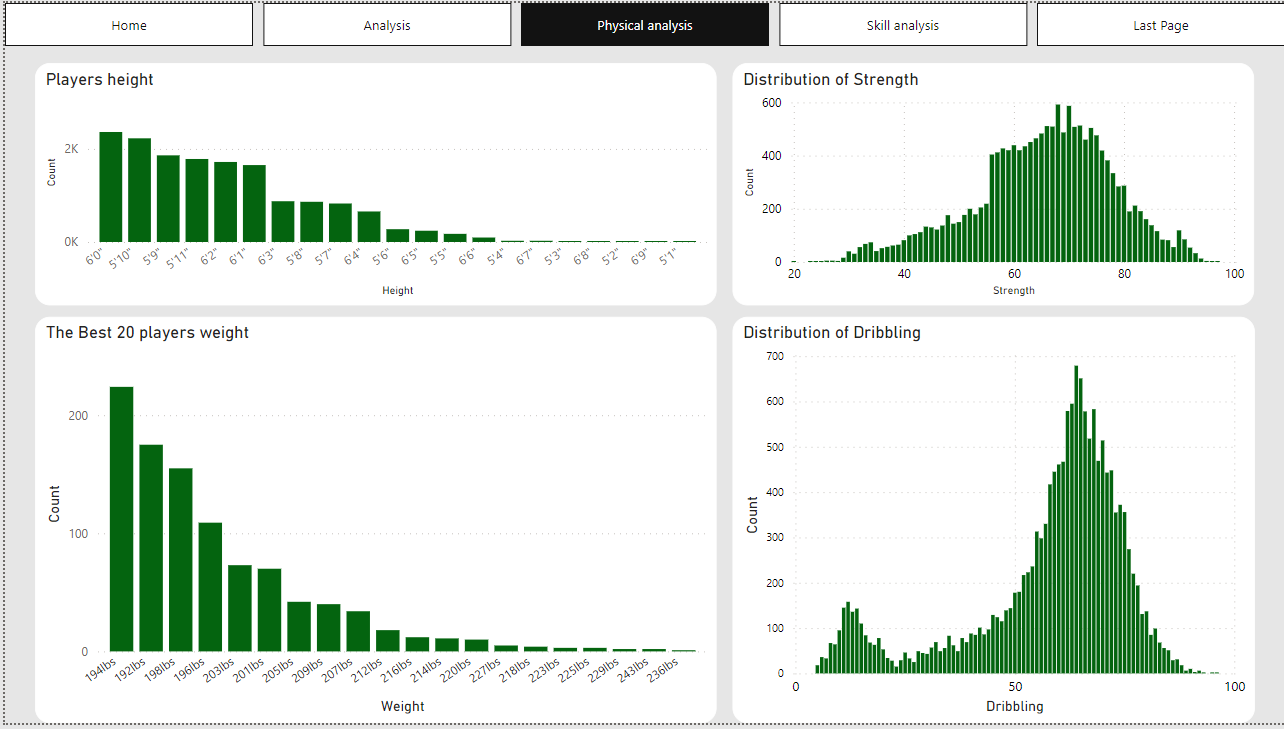 Home
Analysis
Physical analysis
Skill analysis
Last Page
Players height
Count
2K
0K
6'0"
5'10"
5'9"
5'11"
6'2"
6'1"
6'3"
5'8"
5'7"
6'4"
5'6"
6'5"
5'5"
6'6"
5'4"
6'7"
5'3"
6'8"
5'2"
6'9"
5'1"
Height
Distribution of Strength
Count
600
400
200
0
20
40
60
80
100
Strength
The Best 20 players weight
Count
200
100
0
194lbs
192lbs
198lbs
196lbs
203lbs
201lbs
205lbs
209lbs
207lbs
212lbs
216lbs
214lbs
220lbs
227lbs
218lbs
223lbs
225lbs
229lbs
243lbs
236lbs
Weight
Distribution of Dribbling
Count
700
600
500
400
300
200
100
0
0
50
100
Dribbling